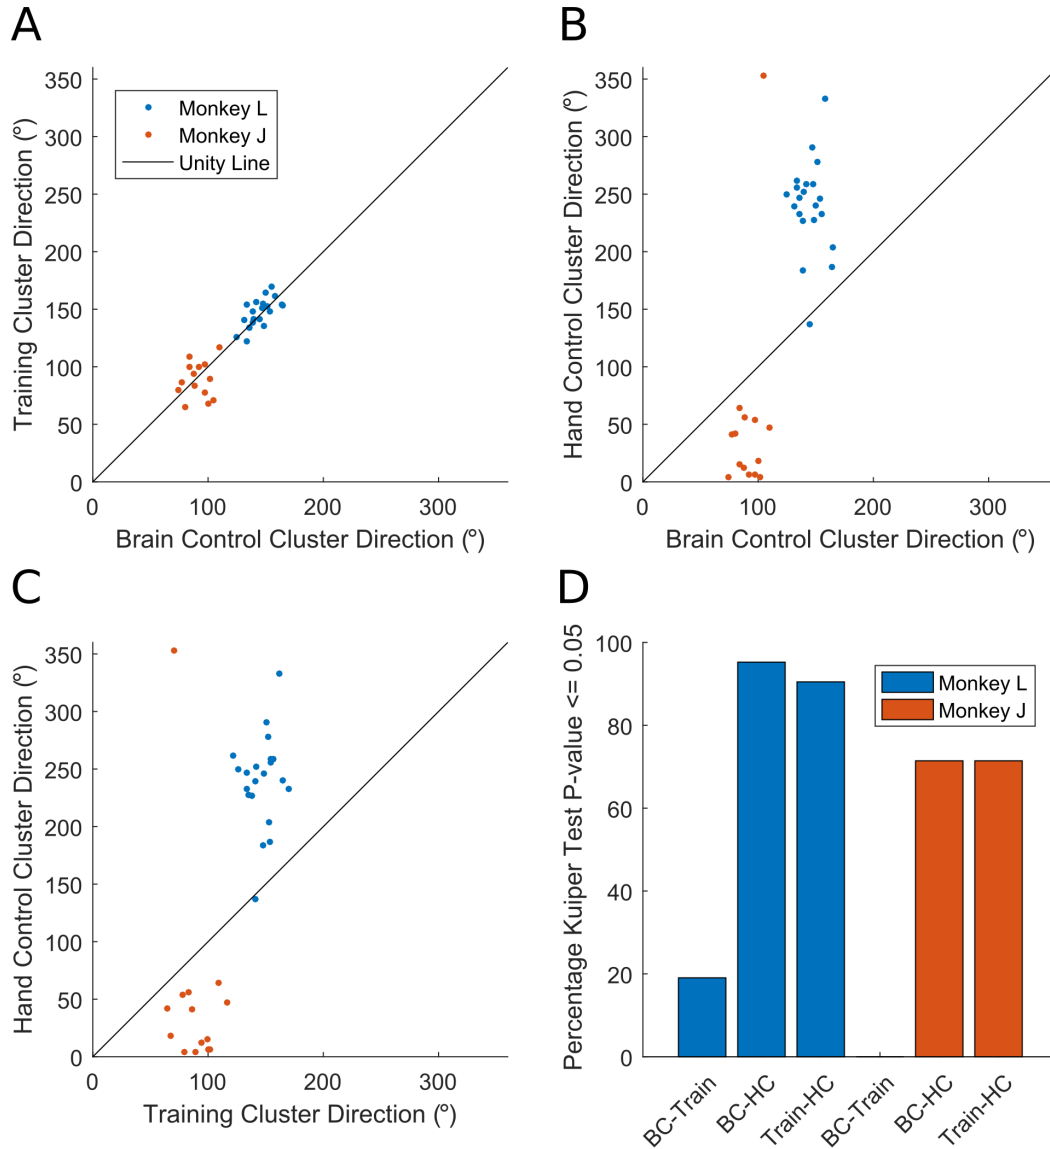 A
Training Cluster Direction (º)
350
300
250
200
150
100
50
0
0 100 200 300
Brain Control Cluster Direction (º)
Monkey L
Monkey J
Unity Line
B
Hand Control Cluster Direction (º)
350
300
250
200
150
100
50
0
0 100 200 300
Brain Control Cluster Direction (º)
C
Hand Control Cluster Direction (º)
350
300
250
200
150
100
50
0
0 100 200 300
Training Cluster Direction (º)
D
Percentage Kuiper Test P-value <= 0.05
100
80
60
40
20
0
Monkey L
Monkey J
BC-Train
BC-HC
Train-HC
BC-Train
BC-HC
Train-HC